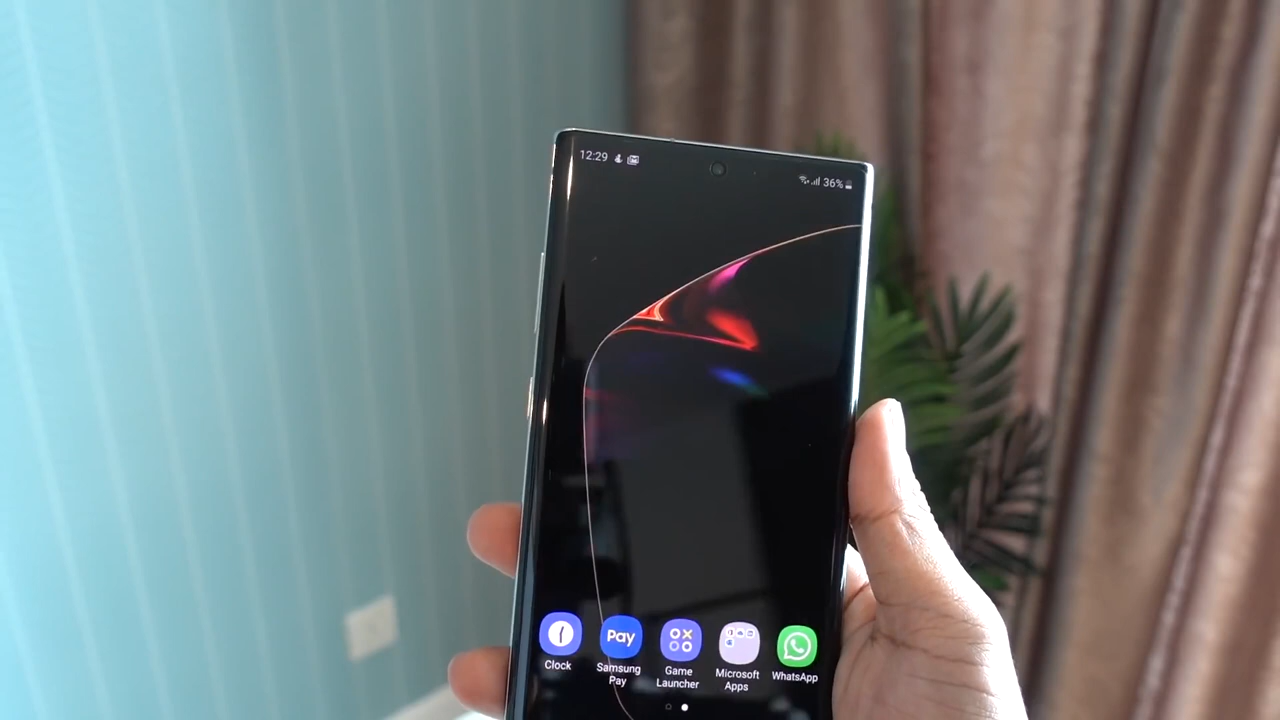 12:29
36%
Pay
Clock
Samsung Pay
Game Launcher
Microsoft Apps
WhatsApp